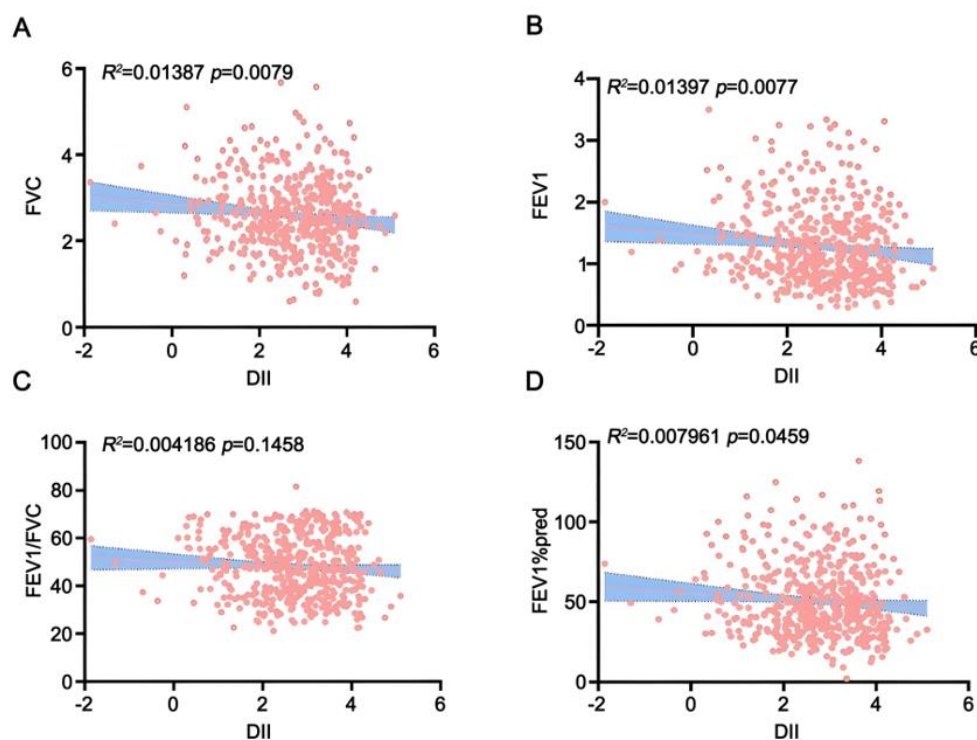 A
R²=0.01387 p=0.0079
FVC
6
4
2
0
-2
0
2
4
6
DII
B
R²=0.01397 p=0.0077
FEV1
4
3
2
1
0
-2
0
2
4
6
DII
C
R²=0.004186 p=0.1458
FEV1/FVC
100
80
60
40
20
0
-2
0
2
4
6
DII
D
R²=0.007961 p=0.0459
FEV1%pred
150
100
50
0
-2
0
2
4
6
DII